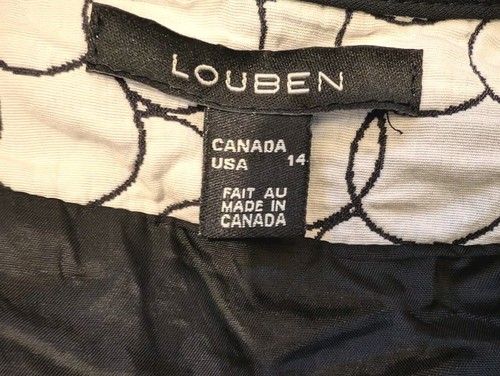 LOUBEN
CANADA
USA 14
FAIT AU
MADE IN
CANADA